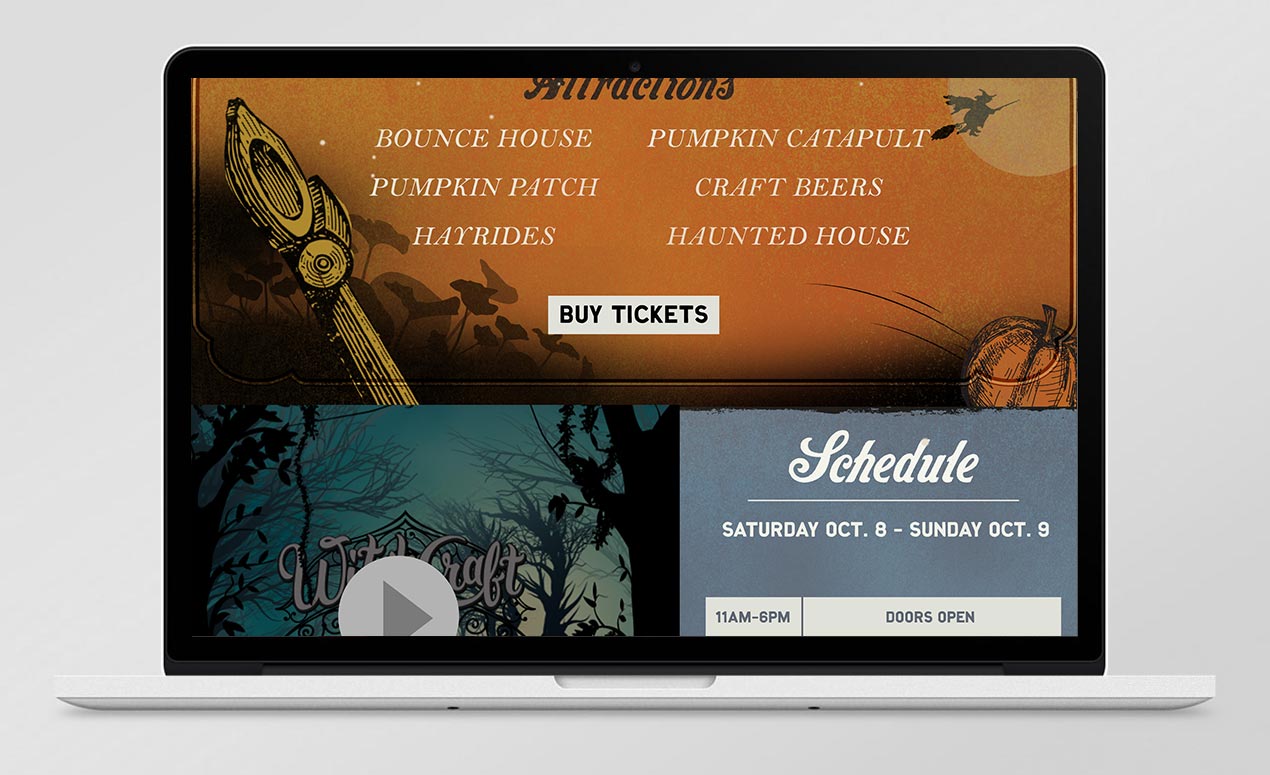 Attractions
BOUNCE HOUSE
PUMPKIN CATAPULT
PUMPKIN PATCH
CRAFT BEERS
HAYRIDES
HAUNTED HOUSE
BUY TICKETS
Schedule
SATURDAY OCT. 8 - SUNDAY OCT. 9
WitchCraft
11AM-6PM
DOORS OPEN